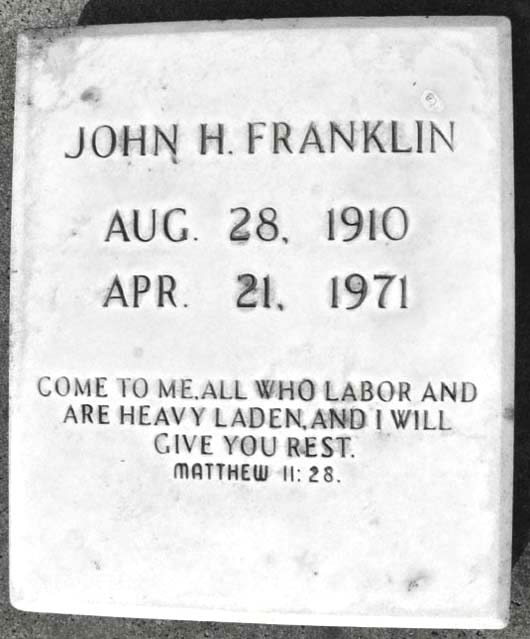 JOHN H. FRANKLIN
AUG. 28, 1910
APR. 21, 1971
COME TO ME, ALL WHO LABOR AND
ARE HEAVY LADEN, AND I WILL
GIVE YOU REST.
MATTHEW 11: 28.